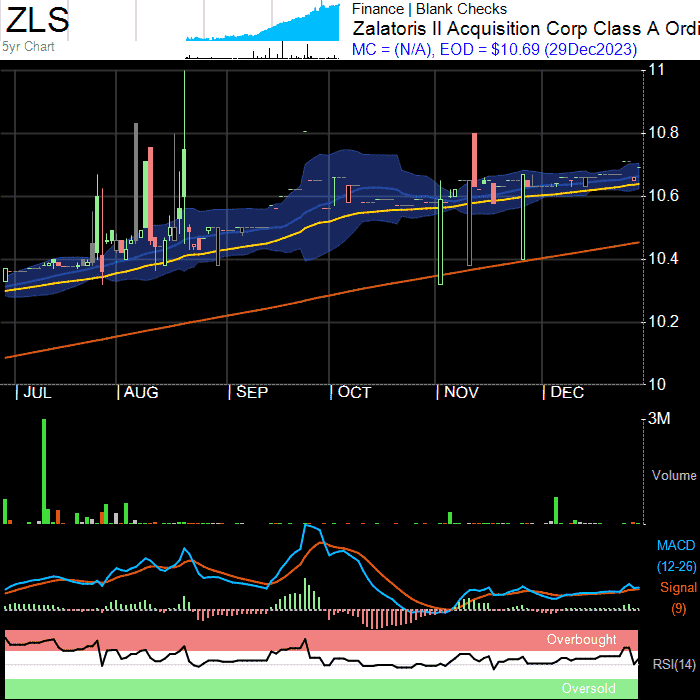 ZLS
5yr Chart
Finance | Blank Checks
Zalatoris II Acquisition Corp Class A Ordi
MC = (N/A), EOD = $10.69 (29Dec2023)
11
10.8
10.6
10.4
10.2
10
JUL AUG SEP OCT NOV DEC
3M
Volume
MACD
(12-26)
Signal
(9)
Overbought
RSI(14)
Oversold